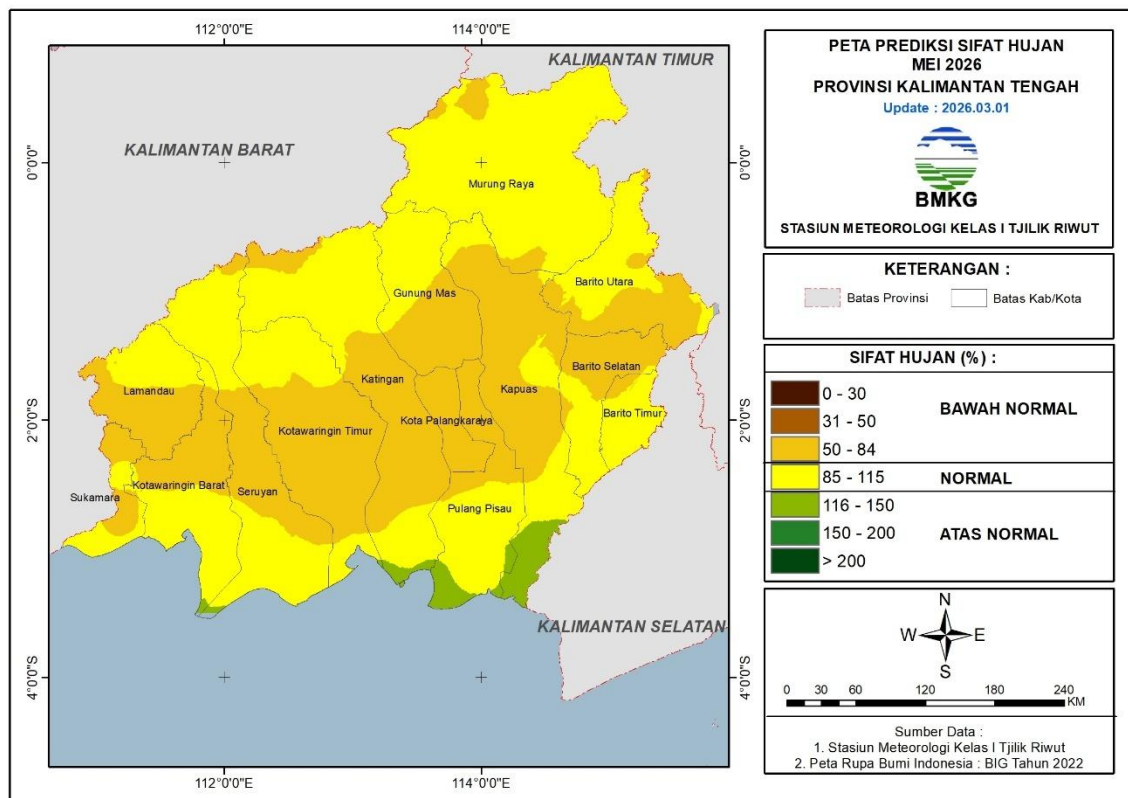 112°0'0"E
114°0'0"E
KALIMANTAN TIMUR
KALIMANTAN BARAT
0°0'0"
0°0'0"
Murung Raya
Barito Utara
Gunung Mas
Katingan
Kapuas
Barito Selatan
Lamandau
2°0'0"S
2°0'0"S
Kotawaringin Timur
Kota Palangkaraya
Barito Timur
Sukamara
Kotawaringin Barat
Seruyan
Pulang Pisau
KALIMANTAN SELATAN
4°0'0"S
4°0'0"S
112°0'0"E
114°0'0"E
PETA PREDIKSI SIFAT HUJAN
MEI 2026
PROVINSI KALIMANTAN TENGAH
Update : 2026.03.01
BMKG
STASIUN METEOROLOGI KELAS I TJILIK RIWUT
KETERANGAN :
Batas Provinsi
Batas Kab/Kota
SIFAT HUJAN (%) :
0 - 30
31 - 50
50 - 84
BAWAH NORMAL
85 - 115
NORMAL
116 - 150
150 - 200
> 200
ATAS NORMAL
N
W
E
S
0 30 60 120 180 240
KM
Sumber Data :
1. Stasiun Meteorologi Kelas I Tjilik Riwut
2. Peta Rupa Bumi Indonesia : BIG Tahun 2022